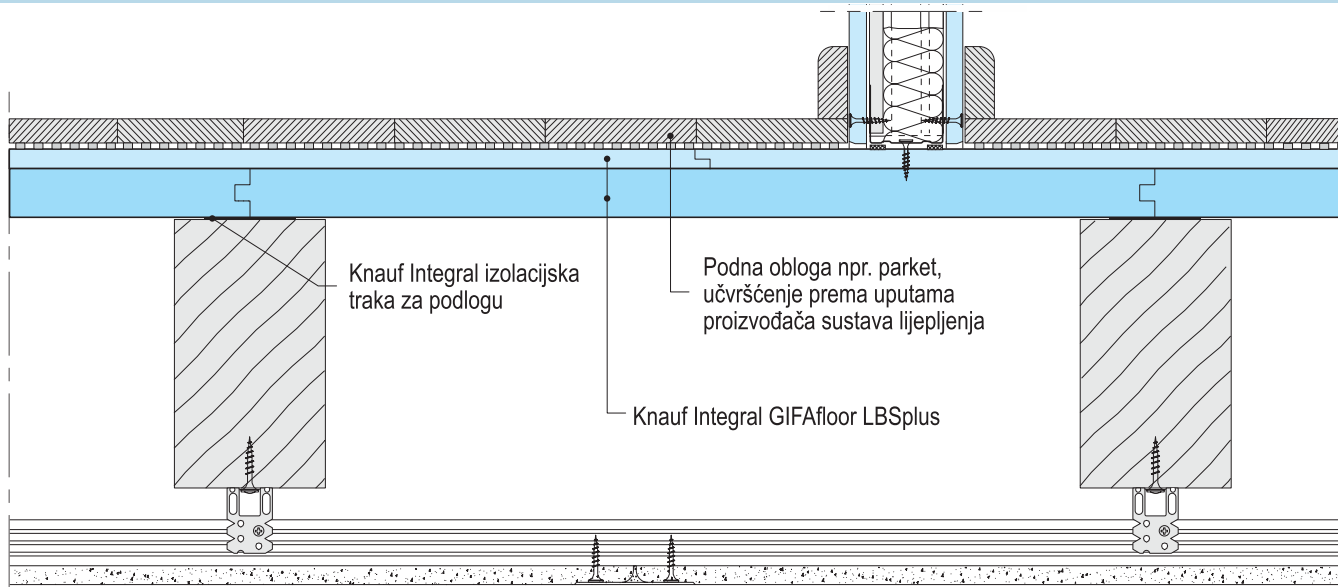 Knauf Integral izolacijska
traka za podlogu
Podna obloga npr. parket,
učvršćenje prema uputama
proizvođača sustava lijepljenja
Knauf Integral GIFAfloor LBSplus